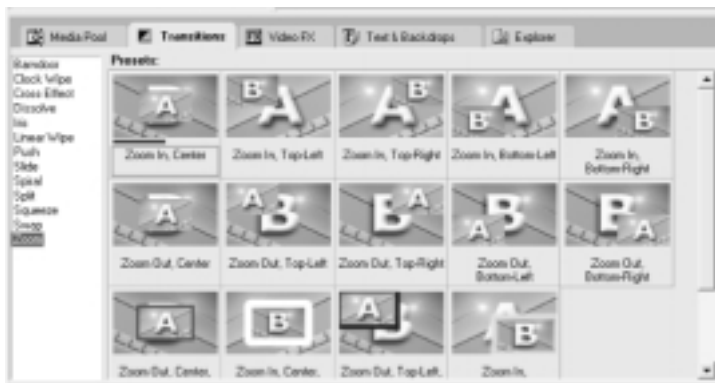 Media Pool Transitions Video FX Text & Backdrops Explorer
Presets:
Barndoor
Clock Wipe
Cross Effect
Dissolve
Iris
Linear Wipe
Push
Slide
Spiral
Split
Squeeze
Swap
Zoom
A B A A B B A A B
Zoom In, Center Zoom In, Top-Left Zoom In, Top-Right Zoom In, Bottom-Left Zoom In, Bottom-Right
A A B B A A B B A
Zoom Out, Center Zoom Out, Top-Left Zoom Out, Top-Right Zoom Out, Bottom-Left Zoom Out, Bottom-Right
A B A A B
Zoom Out, Center, Zoom In, Center, Zoom Out, Top-Left, Zoom In,